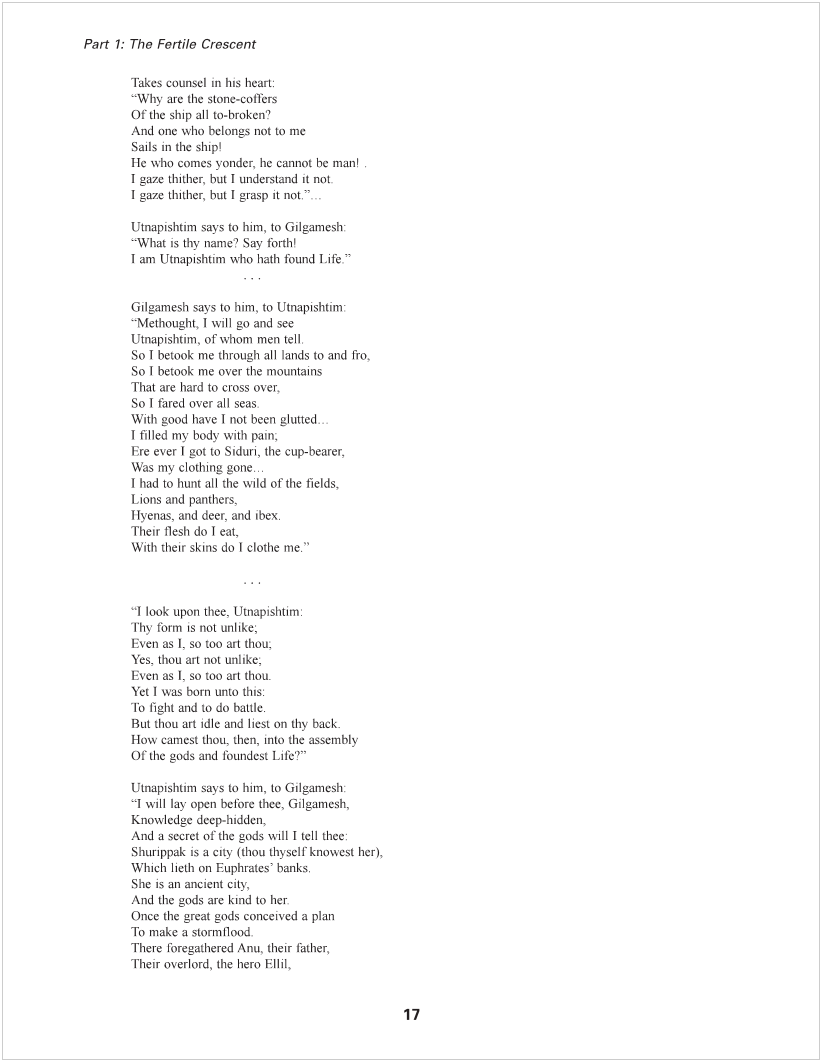 Part 1: The Fertile Crescent
Takes counsel in his heart:
“Why are the stone-coffers
Of the ship all to-broken?
And one who belongs not to me
Sails in the ship!
He who comes yonder, he cannot be man! .
I gaze thither, but I understand it not.
I gaze thither, but I grasp it not.”…
Utnapishtim says to him, to Gilgamesh:
“What is thy name? Say forth!
I am Utnapishtim who hath found Life.”
. . .
Gilgamesh says to him, to Utnapishtim:
“Methought, I will go and see
Utnapishtim, of whom men tell.
So I betook me through all lands to and fro,
So I betook me over the mountains
That are hard to cross over,
So I fared over all seas.
With good have I not been glutted…
I filled my body with pain;
Ere ever I got to Siduri, the cup-bearer,
Was my clothing gone…
I had to hunt all the wild of the fields,
Lions and panthers,
Hyenas, and deer, and ibex.
Their flesh do I eat,
With their skins do I clothe me.”
. . .
“I look upon thee, Utnapishtim:
Thy form is not unlike;
Even as I, so too art thou;
Yes, thou art not unlike;
Even as I, so too art thou.
Yet I was born unto this:
To fight and to do battle.
But thou art idle and liest on thy back.
How camest thou, then, into the assembly
Of the gods and foundest Life?”
Utnapishtim says to him, to Gilgamesh:
“I will lay open before thee, Gilgamesh,
Knowledge deep-hidden,
And a secret of the gods will I tell thee:
Shurippak is a city (thou thyself knowest her),
Which lieth on Euphrates’ banks.
She is an ancient city,
And the gods are kind to her.
Once the great gods conceived a plan
To make a stormflood.
There foregathered Anu, their father,
Their overlord, the hero Ellil,
17